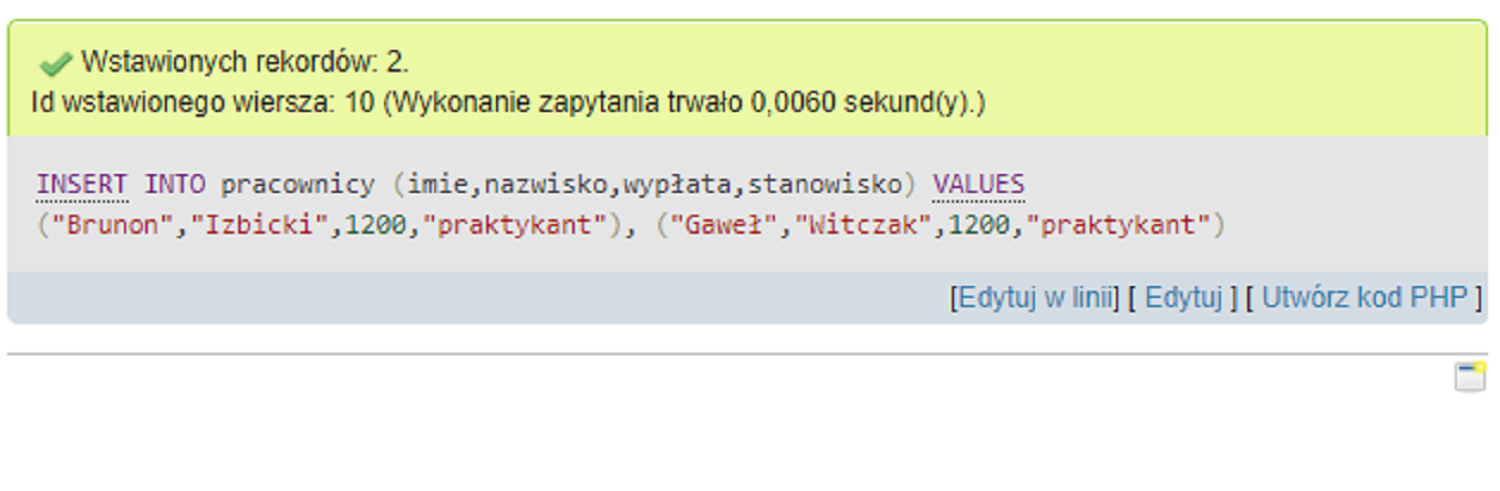 Wstawionych rekordów: 2.
Id wstawionego wiersza: 10 (Wykonanie zapytania trwało 0,0060 sekund(y).)
INSERT INTO pracownicy (imie,nazwisko,wypłata,stanowisko) VALUES
("Brunon","Izbicki",1200,"praktykant"), ("Gaweł","Witczak",1200,"praktykant")
[Edytuj w linii] [ Edytuj ] [ Utwórz kod PHP ]